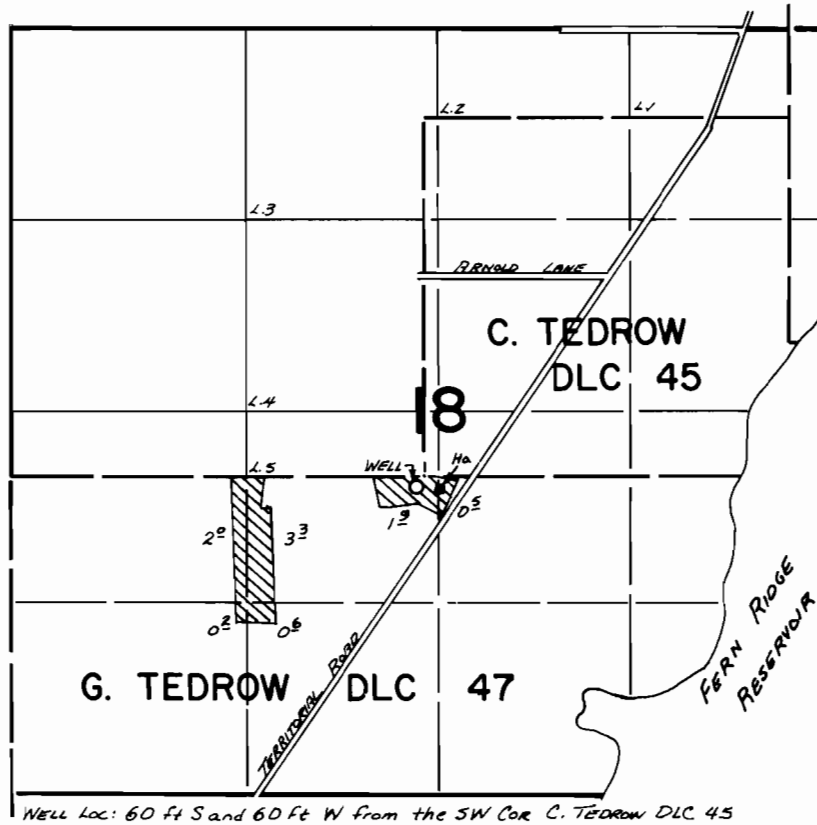 L.2
L.1
L.3
ARNOLD LANE
C. TEDROW
DLC 45
L.4
18
WELL
Ha
L.5
2º
3³
1⁹
0⁵
0²
0⁶
FERN RIDGE
RESERVOIR
G. TEDROW DLC 47
TERRITORIAL ROAD
WELL LOC: 60 ft S and 60 ft W from the SW COR C. TEDROW DLC 45